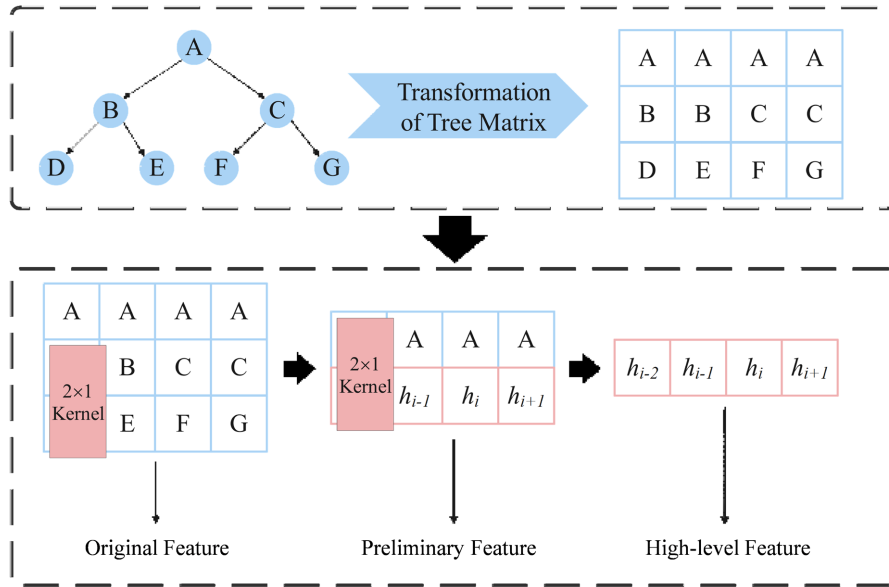 A
B C
D E F G
Transformation
of Tree Matrix
A A A A
B B C C
D E F G
A A A A
B C C
E F G
2×1
Kernel
A A A
h_{i-1} h_i h_{i+1}
2×1
Kernel
h_{i-2} h_{i-1} h_i h_{i+1}
Original Feature
Preliminary Feature
High-level Feature